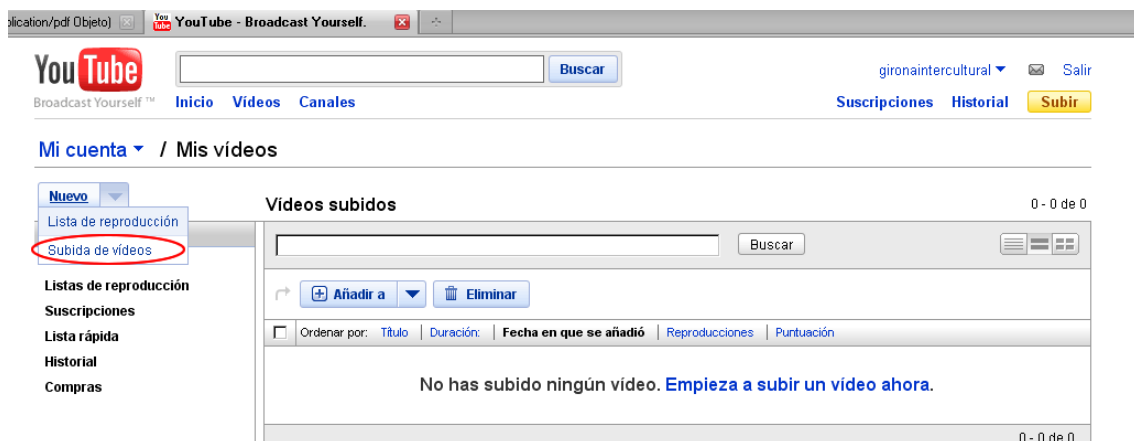 plication/pdf Objeto) You Tube YouTube - Broadcast Yourself.
You Tube Buscar gironaintercultural Salir
Broadcast Yourself ™ Inicio Vídeos Canales Suscripciones Historial Subir
Mi cuenta / Mis vídeos
Nuevo
Lista de reproducción
Subida de vídeos
Listas de reproducción
Suscripciones
Lista rápida
Historial
Compras
Vídeos subidos 0 - 0 de 0
Buscar
Añadir a Eliminar
Ordenar por: Título Duración: Fecha en que se añadió Reproducciones Puntuación
No has subido ningún vídeo. Empieza a subir un vídeo ahora.
0 - 0 de 0